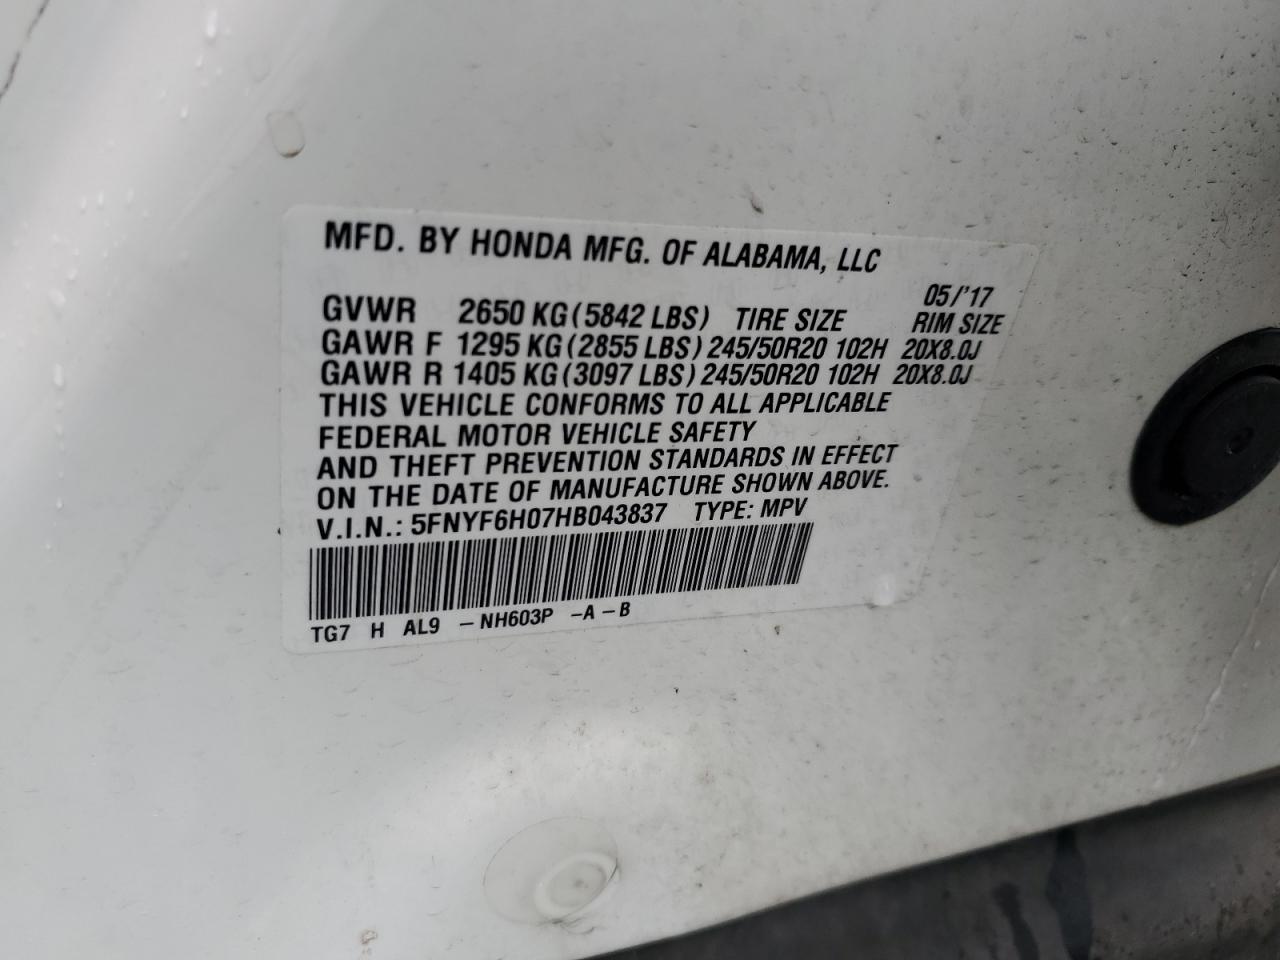 MFD. BY HONDA MFG. OF ALABAMA, LLC
05/'17
GVWR 2650 KG (5842 LBS) TIRE SIZE RIM SIZE
GAWR F 1295 KG (2855 LBS) 245/50R20 102H 20X8.0J
GAWR R 1405 KG (3097 LBS) 245/50R20 102H 20X8.0J
THIS VEHICLE CONFORMS TO ALL APPLICABLE
FEDERAL MOTOR VEHICLE SAFETY
AND THEFT PREVENTION STANDARDS IN EFFECT
ON THE DATE OF MANUFACTURE SHOWN ABOVE.
V.I.N.: 5FNYF6H07HB043837 TYPE: MPV
TG7 H AL9 – NH603P –A – B